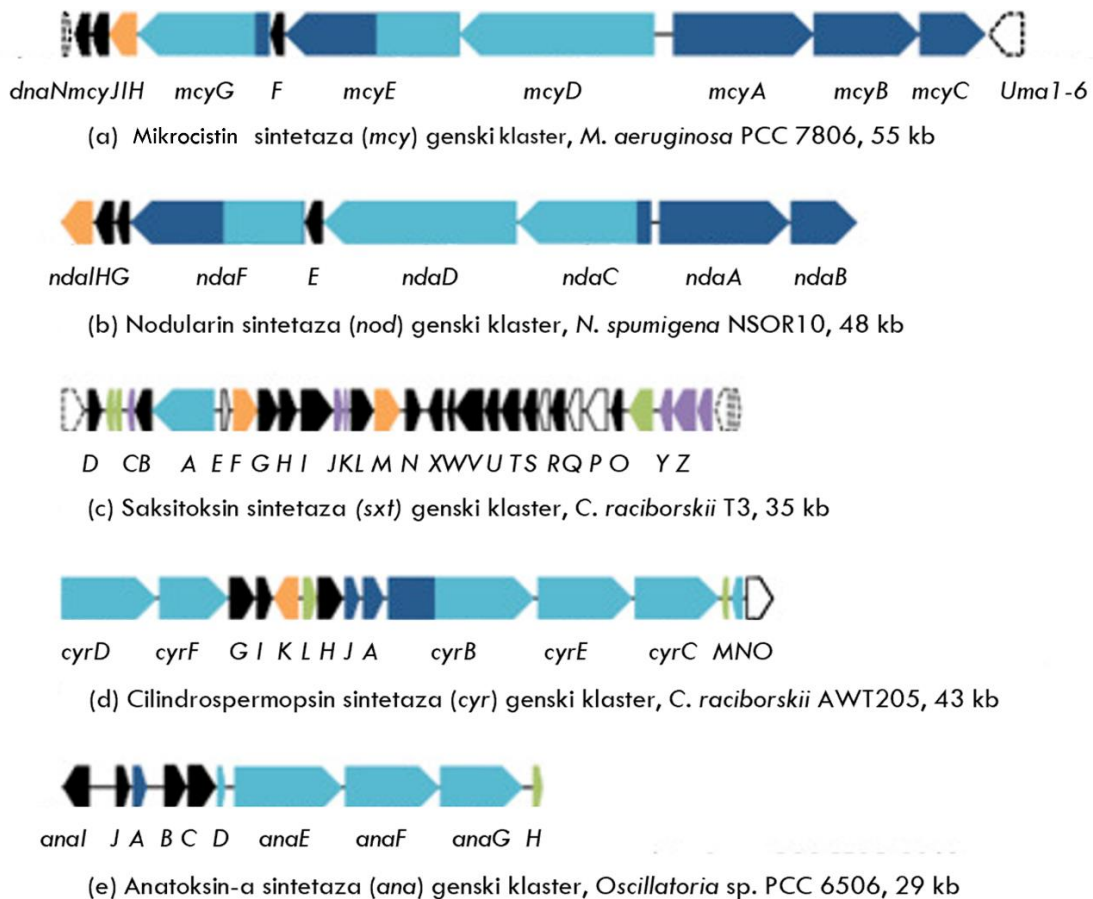 dnaNmcyJIH mcyG F mcyE mcyD mcyA mcyB mcyC Uma1-6
(a) Mikrocistin sintetaza (mcy) genski klaster, M. aeruginosa PCC 7806, 55 kb
ndaIHG ndaF E ndaD ndaC ndaA ndaB
(b) Nodularin sintetaza (nod) genski klaster, N. spumigena NSOR10, 48 kb
D CB A E F G H I JKL M N XWVU TS RQ P O Y Z
(c) Saksitoksin sintetaza (sxt) genski klaster, C. raciborskii T3, 35 kb
cyrD cyrF G I K L H J A cyrB cyrE cyrC MNO
(d) Cilindrospermopsin sintetaza (cyr) genski klaster, C. raciborskii AWT205, 43 kb
anaI J A B C D anaE anaF anaG H
(e) Anatoksin-a sintetaza (ana) genski klaster, Oscillatoria sp. PCC 6506, 29 kb